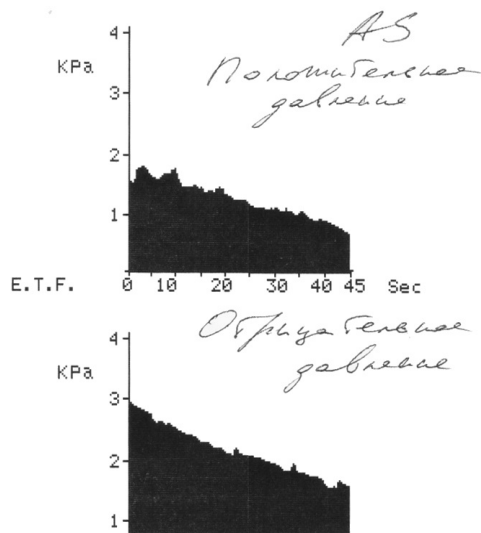 AS
Положительное
давление
4
KPa
3
2
1
E.T.F. 0 10 20 30 40 45 Sec
Отрицательное
давление
4
KPa
3
2
1